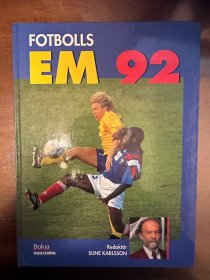 FOTBOLLS
EM 92
Redaktör
SUNE KARLSSON
Bokia